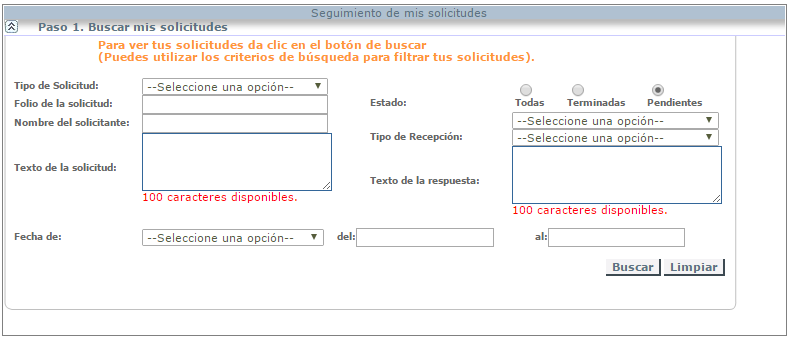 Seguimiento de mis solicitudes
Paso 1. Buscar mis solicitudes
Para ver tus solicitudes da clic en el botón de buscar
(Puedes utilizar los criterios de búsqueda para filtrar tus solicitudes).
Tipo de Solicitud: --Seleccione una opción--
Folio de la solicitud:
Nombre del solicitante:
Texto de la solicitud:
100 caracteres disponibles.
Estado: Todas Terminadas Pendientes
--Seleccione una opción--
Tipo de Recepción: --Seleccione una opción--
Texto de la respuesta:
100 caracteres disponibles.
Fecha de: --Seleccione una opción-- del: al:
Buscar Limpiar